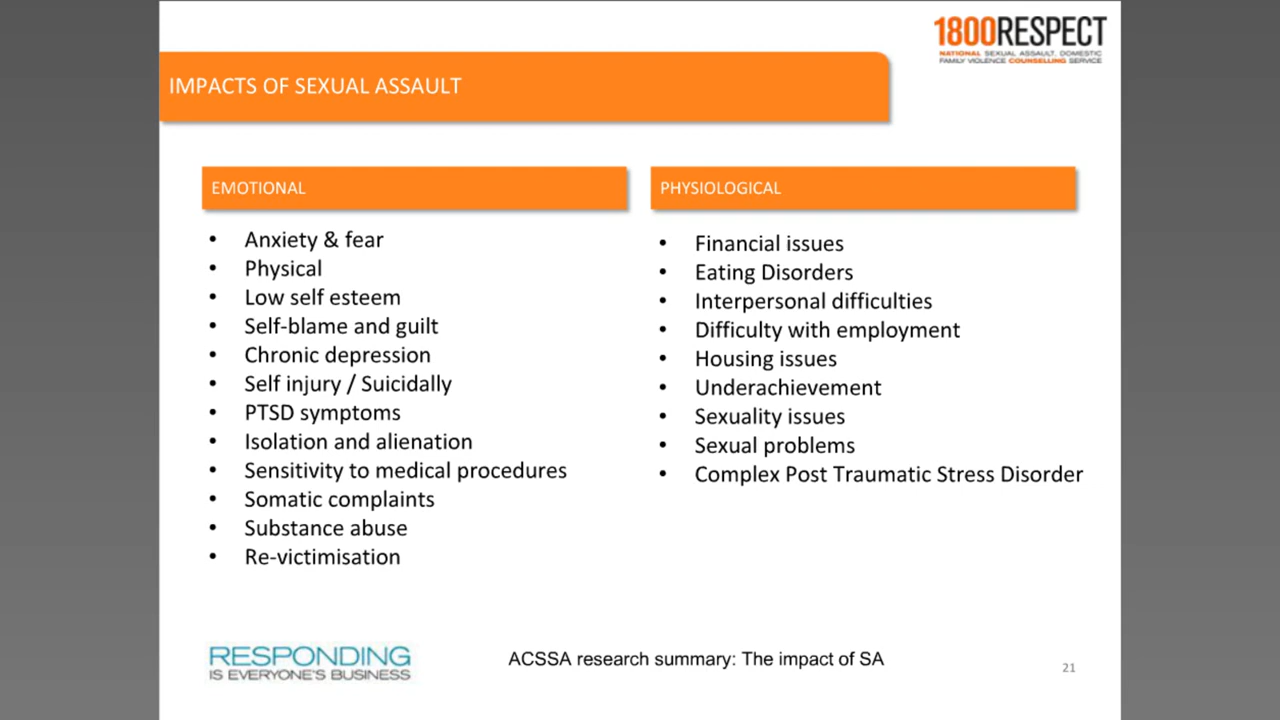 1800RESPECT
NATIONAL SEXUAL ASSAULT, DOMESTIC
FAMILY VIOLENCE COUNSELLING SERVICE
IMPACTS OF SEXUAL ASSAULT
EMOTIONAL
• Anxiety & fear
• Physical
• Low self esteem
• Self-blame and guilt
• Chronic depression
• Self injury / Suicidally
• PTSD symptoms
• Isolation and alienation
• Sensitivity to medical procedures
• Somatic complaints
• Substance abuse
• Re-victimisation
PHYSIOLOGICAL
• Financial issues
• Eating Disorders
• Interpersonal difficulties
• Difficulty with employment
• Housing issues
• Underachievement
• Sexuality issues
• Sexual problems
• Complex Post Traumatic Stress Disorder
RESPONDING
IS EVERYONE'S BUSINESS
ACSSA research summary: The impact of SA
21